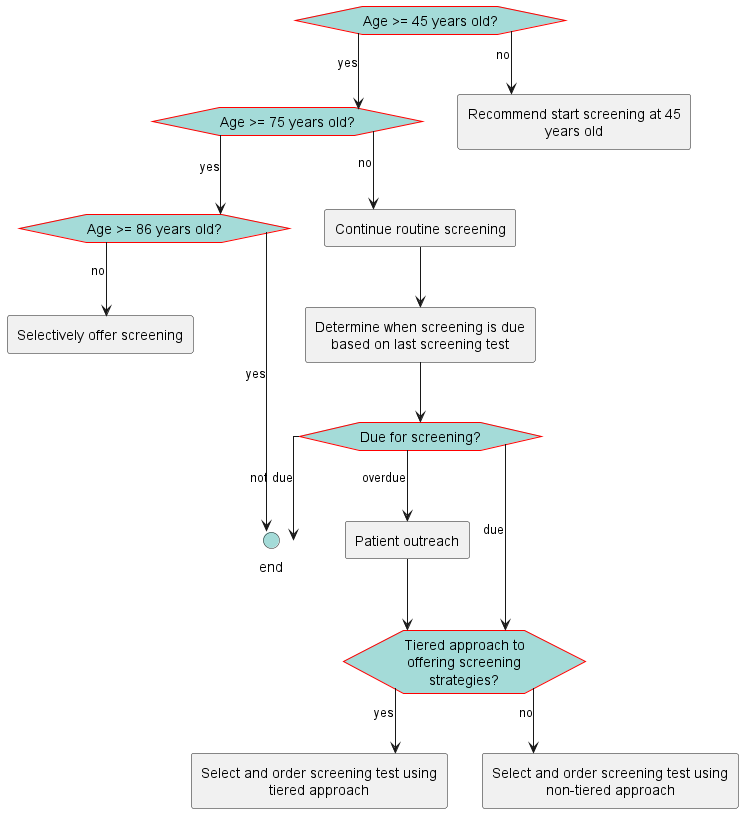 Age >= 45 years old?
yes
no
Recommend start screening at 45
years old
Age >= 75 years old?
yes
no
Age >= 86 years old?
Continue routine screening
no
Selectively offer screening
Determine when screening is due
based on last screening test
yes
Due for screening?
not due
overdue
due
Patient outreach
end
Tiered approach to
offering screening
strategies?
yes
no
Select and order screening test using
tiered approach
Select and order screening test using
non-tiered approach